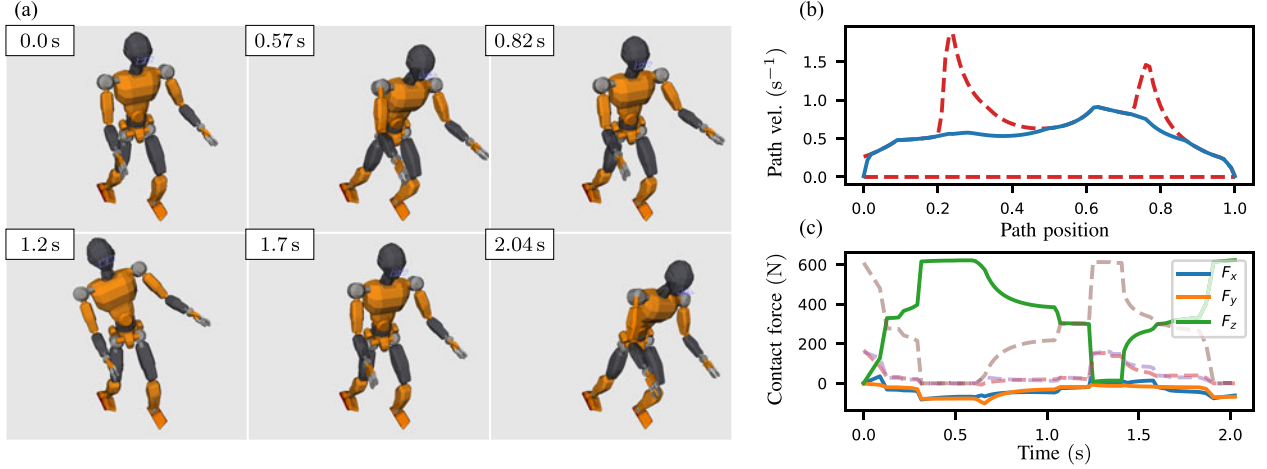 (a)
0.0 s
0.57 s
0.82 s
1.2 s
1.7 s
2.04 s
(b)
Path vel. (s⁻¹)
1.5
1.0
0.5
0.0
0.0 0.2 0.4 0.6 0.8 1.0
Path position
(c)
Contact force (N)
600
400
200
0
Fₓ
F_y
F_z
0.0 0.5 1.0 1.5 2.0
Time (s)